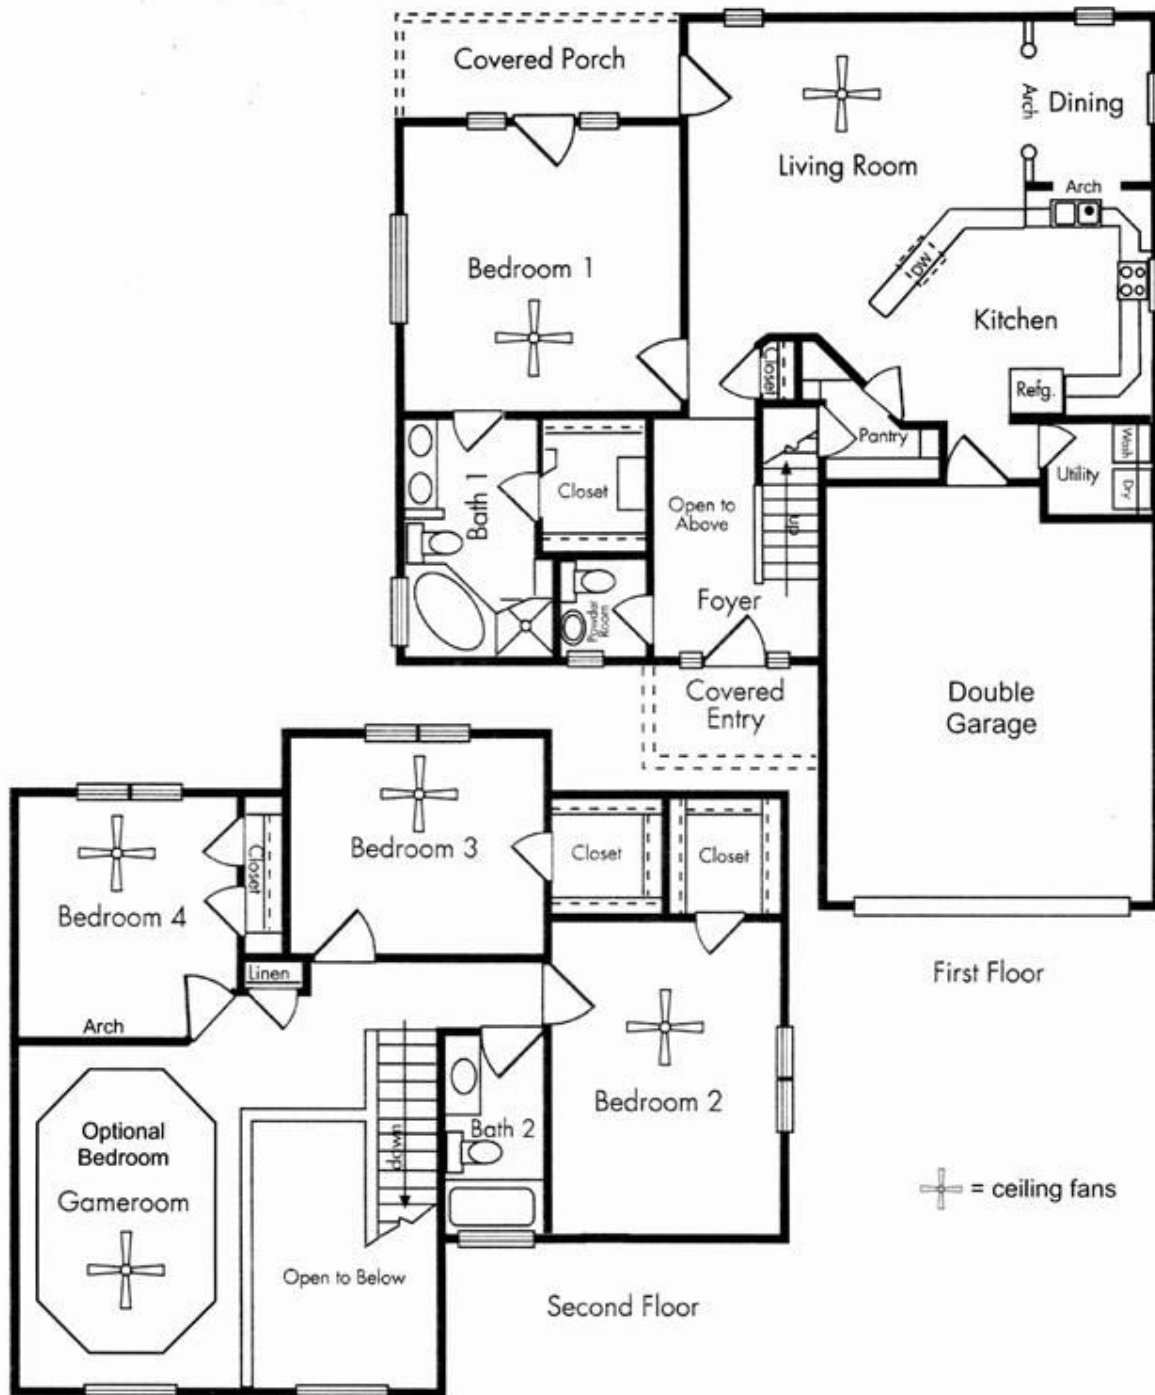 Covered Porch
Living Room
Arch
Dining
Arch
Bedroom 1
DW
Kitchen
Closet
Refg.
Pantry
Wash
Utility
Dry
Bath 1
Closet
Open to
Above
up
Foyer
Powder
Room
Covered
Entry
Double
Garage
First Floor
Bedroom 3
Closet
Closet
Closet
Bedroom 4
Linen
Arch
Bedroom 2
Optional
Bedroom
Gameroom
down
Bath 2
Open to Below
= ceiling fans
Second Floor